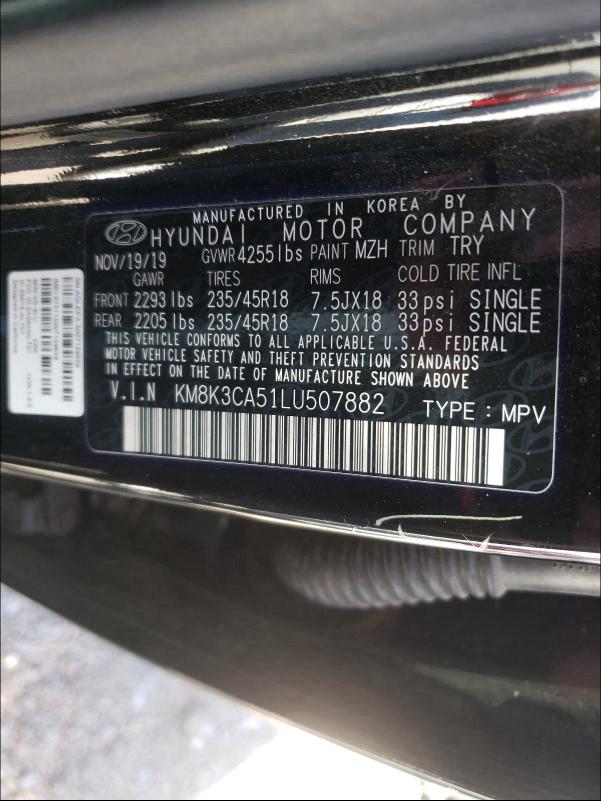 MANUFACTURED IN KOREA BY
HYUNDAI MOTOR COMPANY
NOV/19/19 GVWR 4255 lbs PAINT MZH TRIM TRY
GAWR TIRES RIMS COLD TIRE INFL
FRONT 2293 lbs 235/45R18 7.5JX18 33 psi SINGLE
REAR 2205 lbs 235/45R18 7.5JX18 33 psi SINGLE
THIS VEHICLE CONFORMS TO ALL APPLICABLE U.S.A. FEDERAL
MOTOR VEHICLE SAFETY AND THEFT PREVENTION STANDARDS
IN EFFECT ON THE DATE OF MANUFACTURE SHOWN ABOVE.
V.I.N KM8K3CA51LU507882 TYPE : MPV